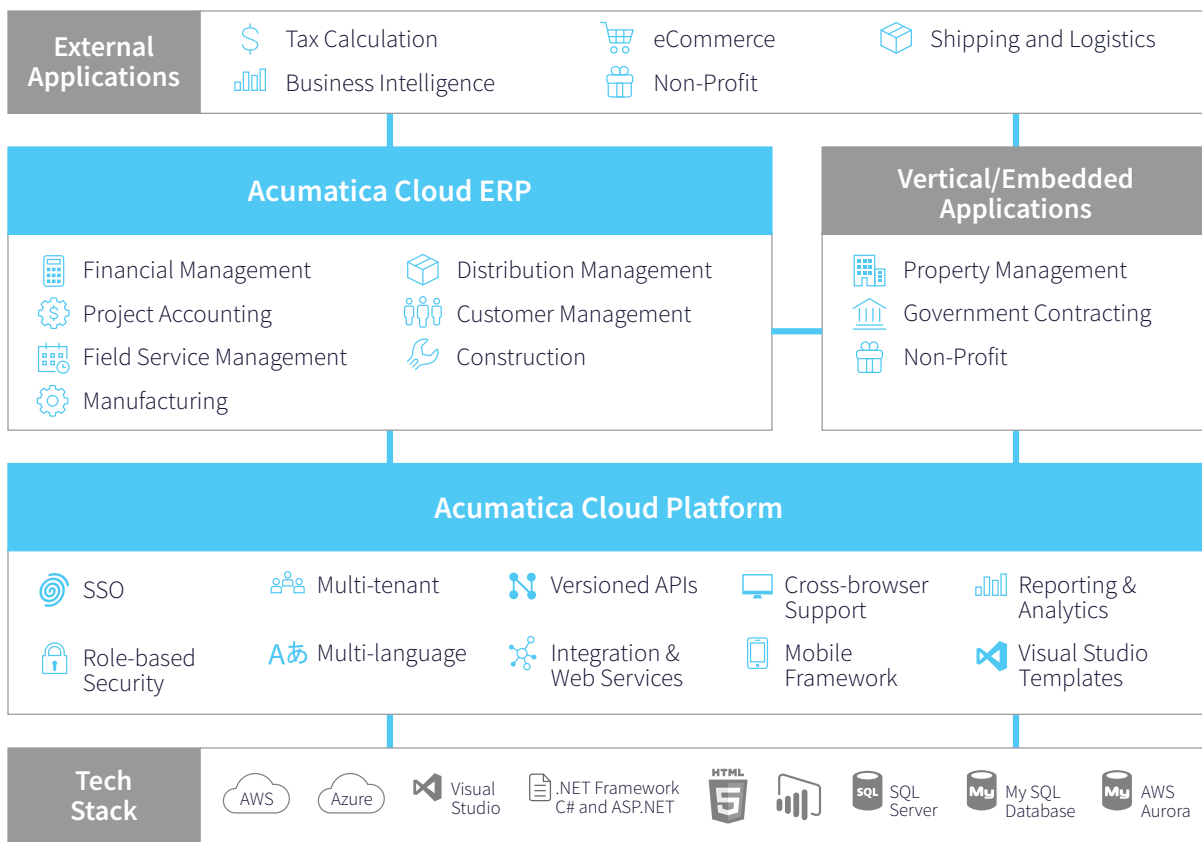 External
Applications
Tax Calculation
eCommerce
Shipping and Logistics
Business Intelligence
Non-Profit
Acumatica Cloud ERP
Financial Management
Distribution Management
Project Accounting
Customer Management
Field Service Management
Construction
Manufacturing
Vertical/Embedded
Applications
Property Management
Government Contracting
Non-Profit
Acumatica Cloud Platform
SSO
Multi-tenant
Versioned APIs
Cross-browser
Support
Reporting &
Analytics
Role-based
Security
Aあ Multi-language
Integration &
Web Services
Mobile
Framework
Visual Studio
Templates
Tech
Stack
AWS
Azure
Visual
Studio
.NET Framework
C# and ASP.NET
HTML
5
SQL
SQL
Server
My
My SQL
Database
My
AWS
Aurora